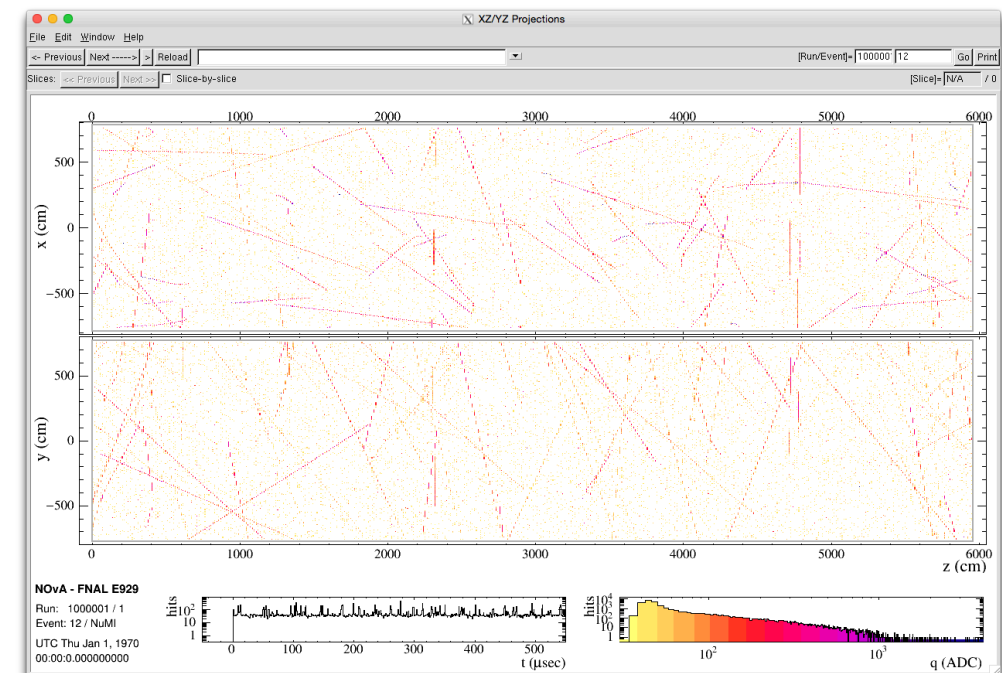 XZ/YZ Projections
File Edit Window Help
<- Previous Next -----> > Reload [Run/Event]= 100000 12 Go Print
Slices: << Previous Next >> Slice-by-slice [Slice]= N/A / 0
0 1000 2000 3000 4000 5000 6000
500
0
−500
x (cm)
500
0
−500
y (cm)
0 1000 2000 3000 4000 5000 6000
z (cm)
NOvA - FNAL E929
Run: 1000001 / 1
Event: 12 / NuMI
UTC Thu Jan 1, 1970
00:00:0.000000000
hits
10²
10
1
0 100 200 300 400 500
t (μsec)
hits
10⁴
10³
10
1
10² 10³
q (ADC)